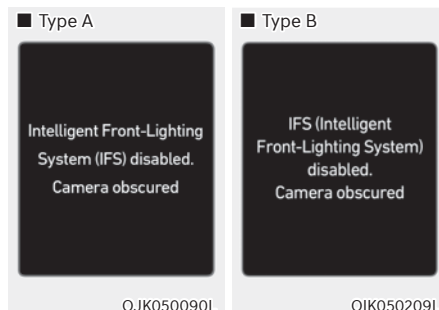 ■ Type A
Intelligent Front-Lighting
System (IFS) disabled.
Camera obscured
OJK050090L
■ Type B
IFS (Intelligent
Front-Lighting System)
disabled.
Camera obscured
OIK050209L